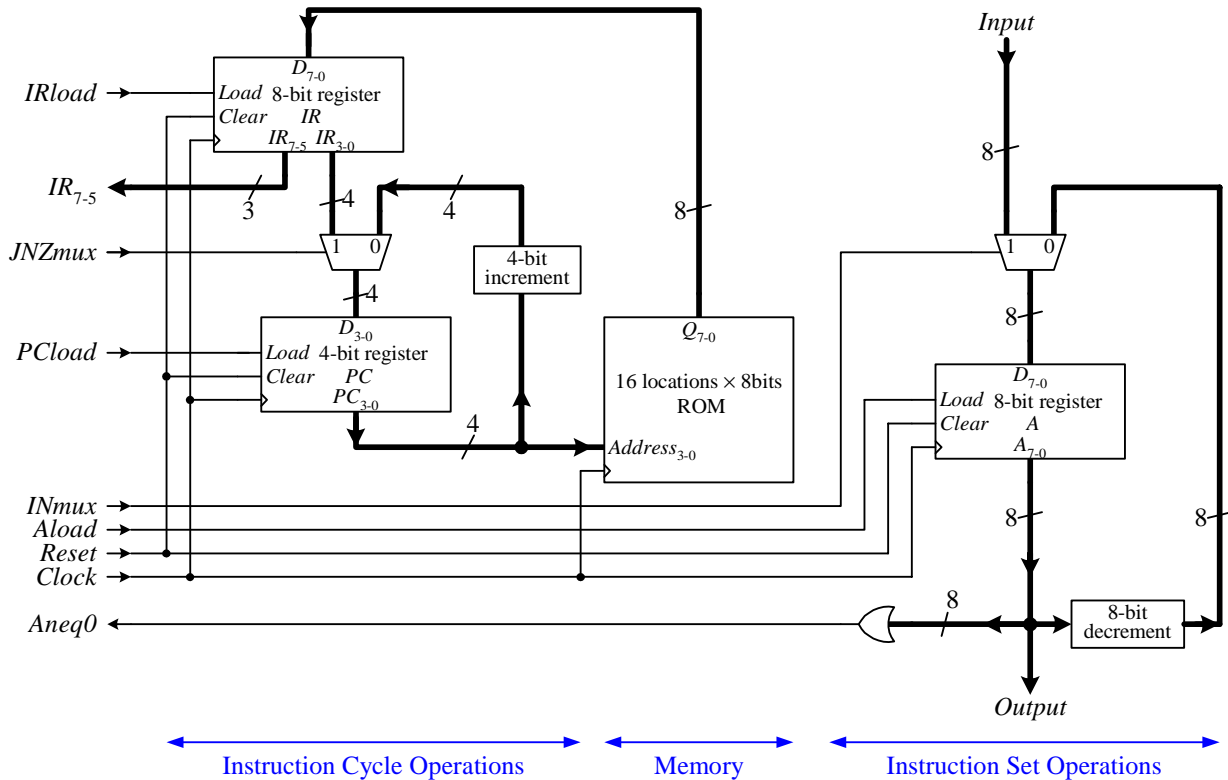 Input
D7-0
IRload
Load 8-bit register
Clear IR
IR7-5 IR3-0
8
IR7-5
3
4
4
8
JNZmux
1 0
4-bit
increment
1 0
4
8
D3-0
Q7-0
PCload
Load 4-bit register
Clear PC
PC3-0
16 locations × 8bits
ROM
D7-0
Load 8-bit register
Clear A
A7-0
4
Address3-0
INmux
Aload
Reset
Clock
8
8
Aneq0
8
8-bit
decrement
Output
Instruction Cycle Operations
Memory
Instruction Set Operations